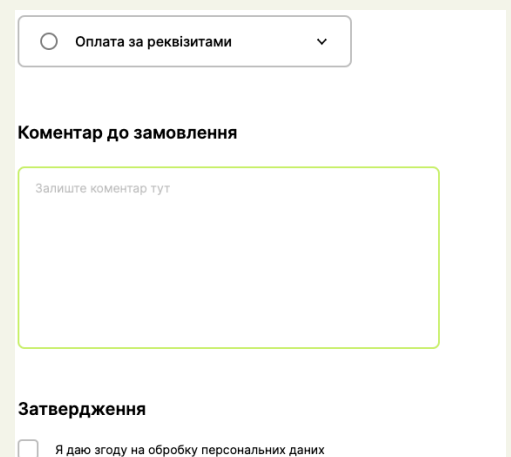 Оплата за реквізитами
Коментар до замовлення
Залиште коментар тут
Затвердження
Я даю згоду на обробку персональних даних